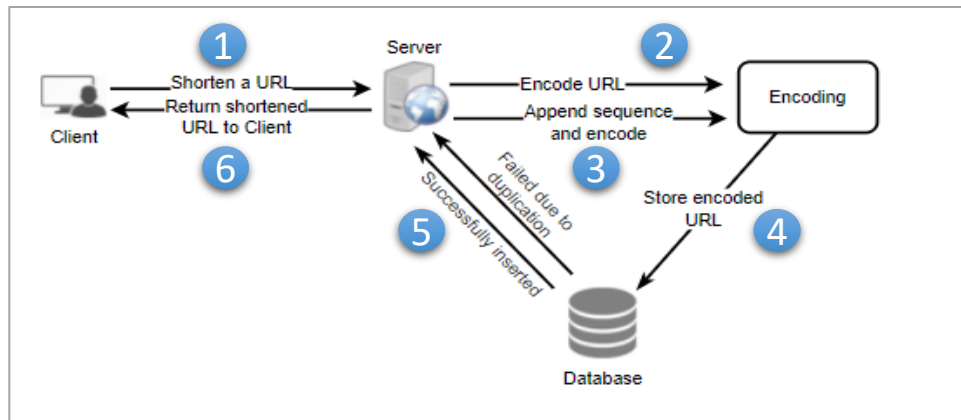 1
2
Server
Shorten a URL
Encode URL
Encoding
Return shortened
URL to Client
Append sequence
and encode
Client
6
3
Failed due to
duplication
Successfully inserted
5
Store encoded
URL
4
Database